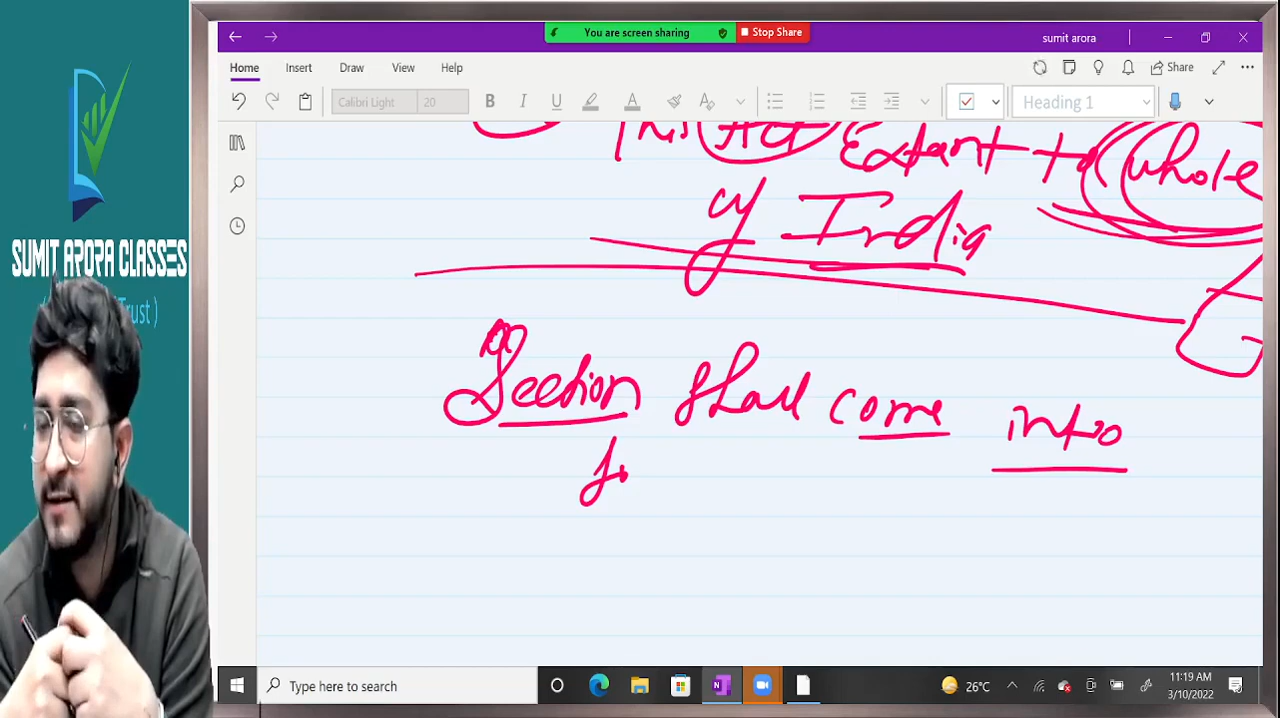 You are screen sharing Stop Share
sumit arora
Home Insert Draw View Help
Share
Calibri Light 20
Heading 1
This Act Extant to Whole
of India
Section shall come into
SUMIT ARORA CLASSES
Trust )
Type here to search
26°C
11:19 AM
3/10/2022